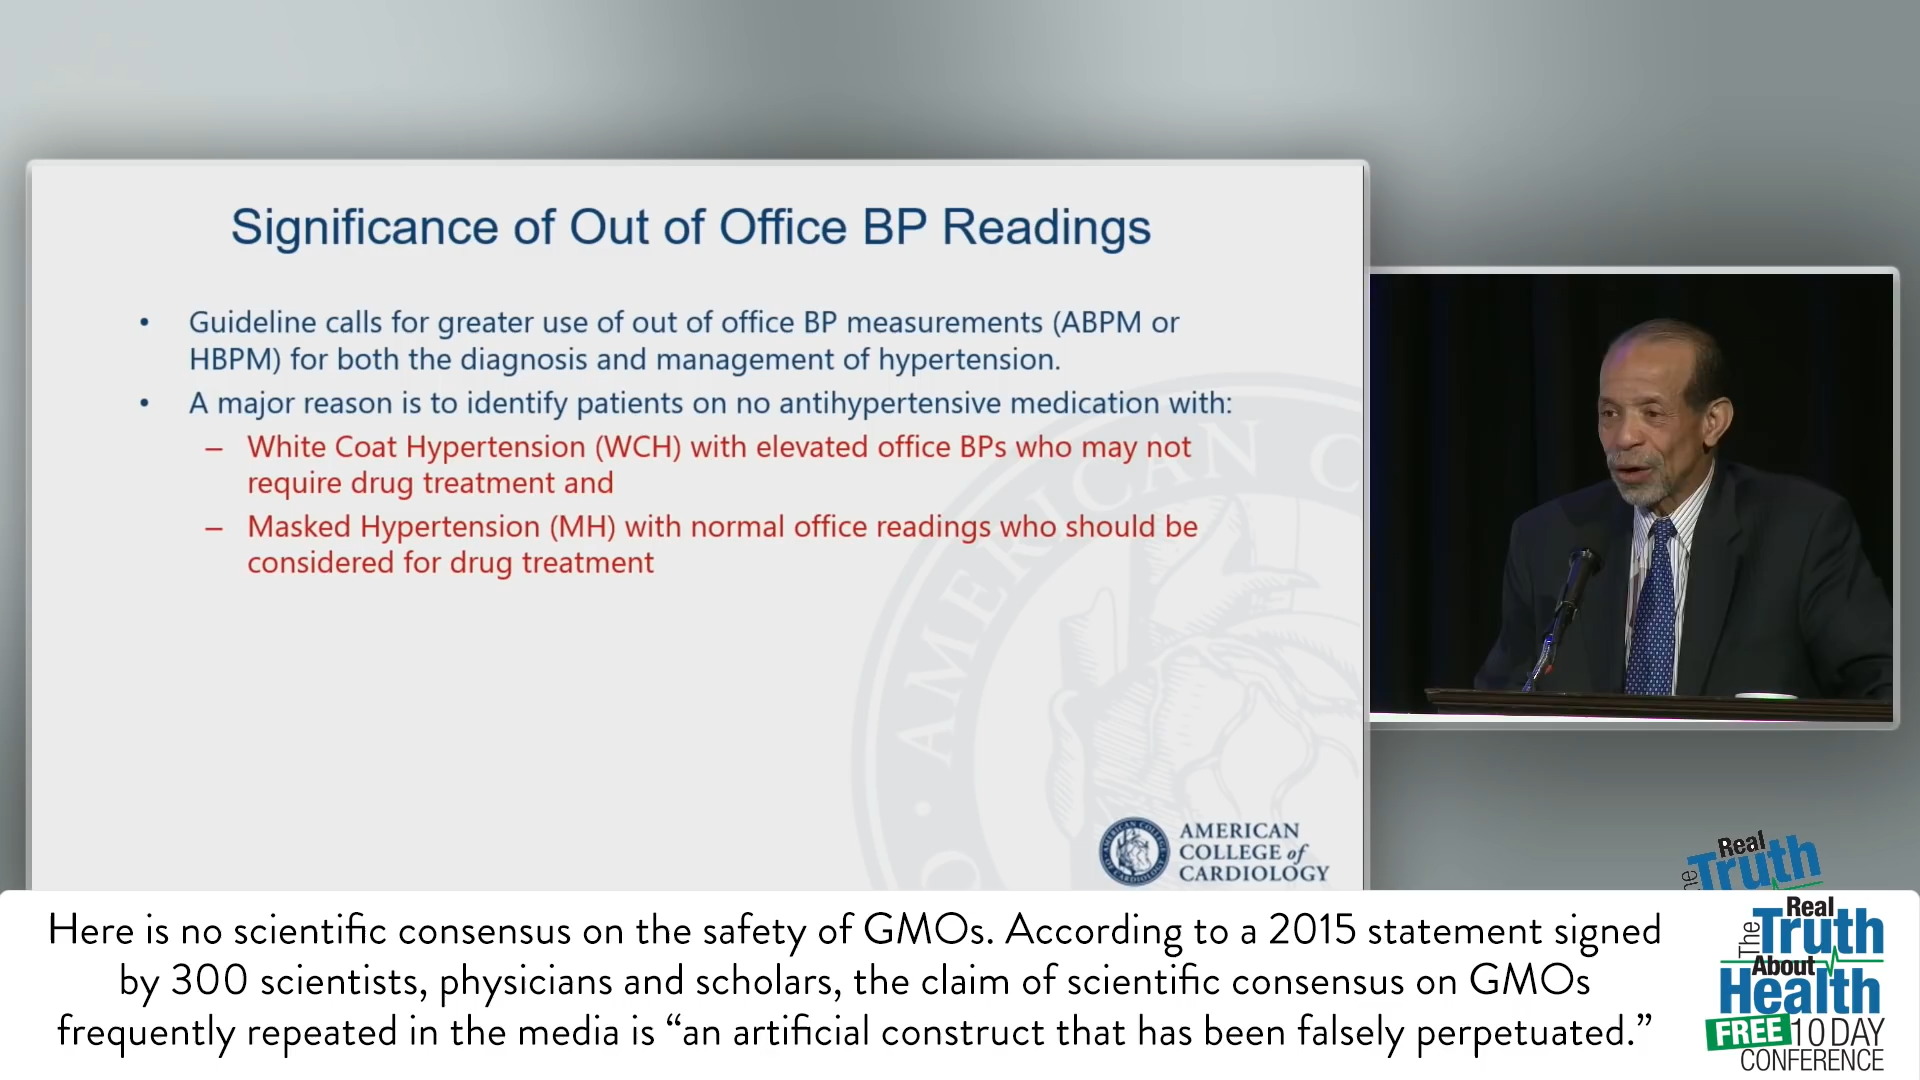 Significance of Out of Office BP Readings
• Guideline calls for greater use of out of office BP measurements (ABPM or
HBPM) for both the diagnosis and management of hypertension.
• A major reason is to identify patients on no antihypertensive medication with:
– White Coat Hypertension (WCH) with elevated office BPs who may not
require drug treatment and
– Masked Hypertension (MH) with normal office readings who should be
considered for drug treatment
AMERICAN C
AMERICAN
COLLEGE of
CARDIOLOGY
Real
Truth
Here is no scientific consensus on the safety of GMOs. According to a 2015 statement signed
by 300 scientists, physicians and scholars, the claim of scientific consensus on GMOs
frequently repeated in the media is “an artificial construct that has been falsely perpetuated.”
The Real
Truth
About
Health
FREE 10 DAY
CONFERENCE